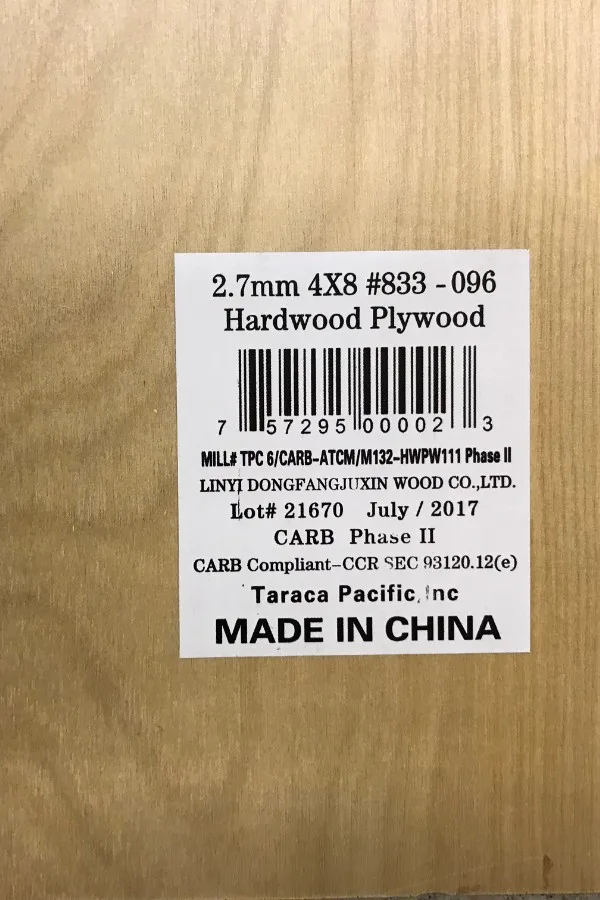 2.7mm 4X8 #833 - 096
Hardwood Plywood
7 57295 00002 3
MILL# TPC 6/CARB-ATCM/M132-HWPW111 Phase II
LINYI DONGFANGJUXIN WOOD CO.,LTD.
Lot# 21670 July / 2017
CARB Phase II
CARB Compliant-CCR SEC 93120.12(e)
Taraca Pacific, Inc
MADE IN CHINA